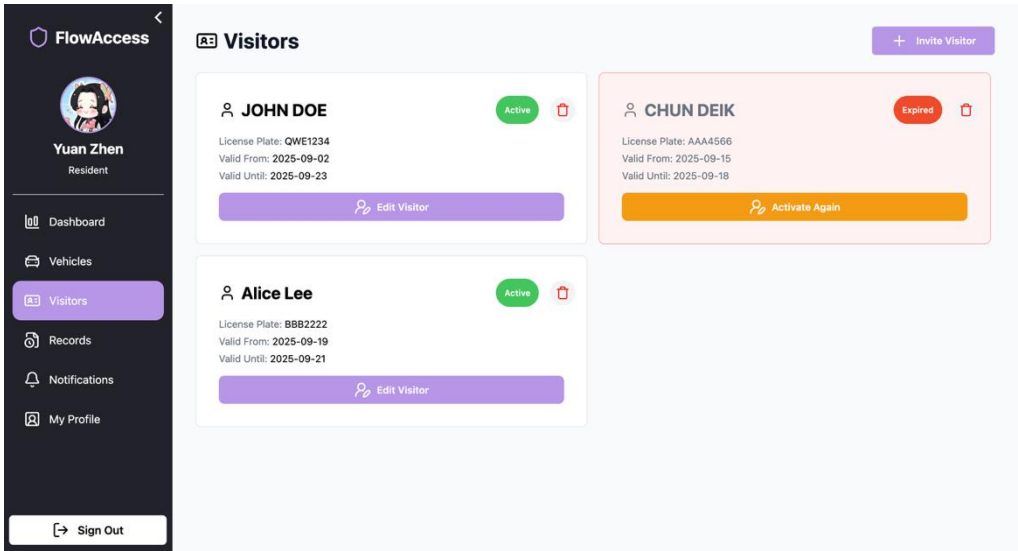 FlowAccess
Yuan Zhen
Resident
Dashboard
Vehicles
Visitors
Records
Notifications
My Profile
Sign Out
Visitors
Invite Visitor
JOHN DOE
Active
License Plate: QWE1234
Valid From: 2025-09-02
Valid Until: 2025-09-23
Edit Visitor
CHUN DEIK
Expired
License Plate: AAA4566
Valid From: 2025-09-15
Valid Until: 2025-09-18
Activate Again
Alice Lee
Active
License Plate: BBB2222
Valid From: 2025-09-19
Valid Until: 2025-09-21
Edit Visitor